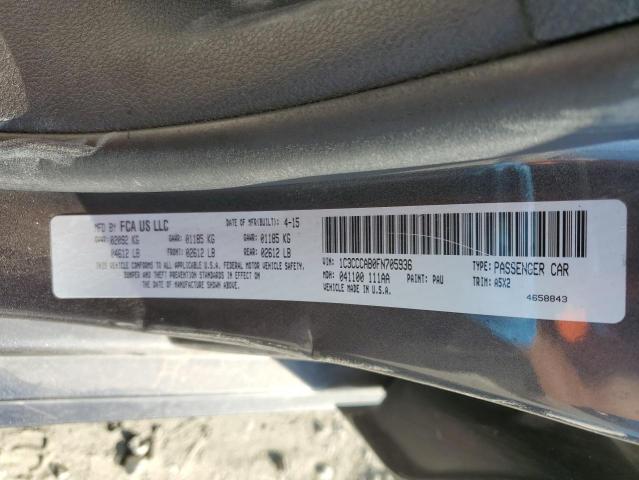 MFD BY FCA US LLC DATE OF MFR(BUILT): 4-15
GVWR: 02092 KG GAWR: 01185 KG GAWR: 01185 KG
04612 LB FRONT: 02612 LB REAR: 02612 LB
THIS VEHICLE CONFORMS TO ALL APPLICABLE U.S.A. FEDERAL MOTOR VEHICLE SAFETY,
BUMPER AND THEFT PREVENTION STANDARDS IN EFFECT ON
THE DATE OF MANUFACTURE SHOWN ABOVE.
VIN: 1C3CCCAB0FN705936 TYPE: PASSENGER CAR
MDH: 041100 111AA PAINT: PAU TRIM: A5X2
VEHICLE MADE IN U.S.A. 4650843